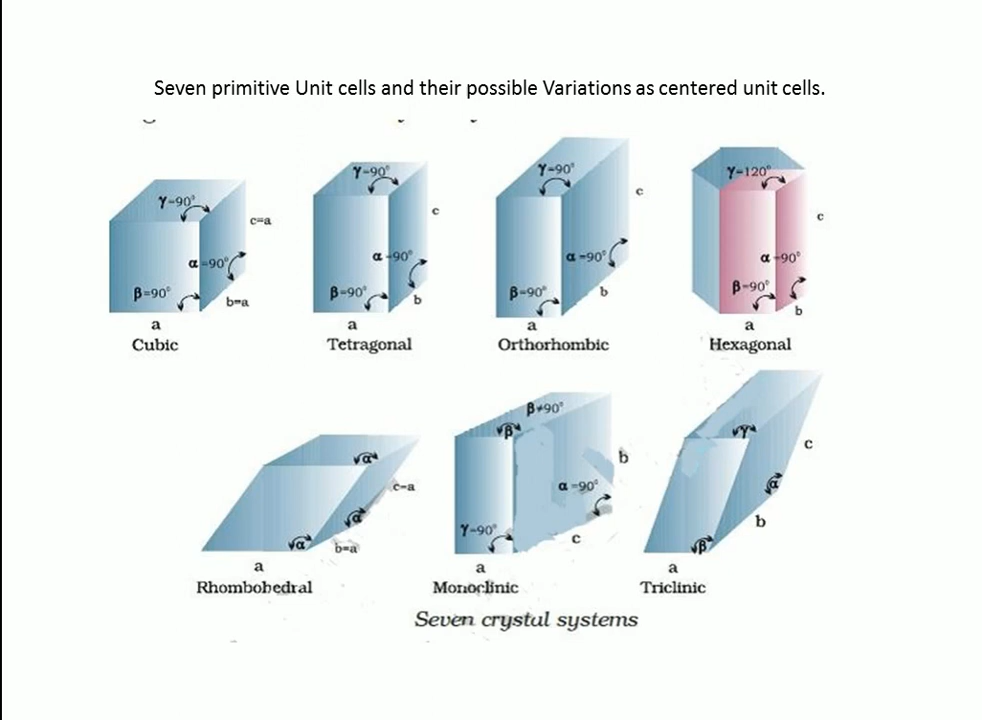 Seven primitive Unit cells and their possible Variations as centered unit cells.
γ=90° α=90° β=90° a b=a c=a
Cubic
γ=90° α=90° β=90° a b c
Tetragonal
γ=90° α=90° β=90° a b c
Orthorhombic
γ=120° α=90° β=90° a b c
Hexagonal
α α α a b=a c=a
Rhombohedral
β≠90° β α=90° γ=90° a b c
Monoclinic
γ α β a b c
Triclinic
Seven crystal systems